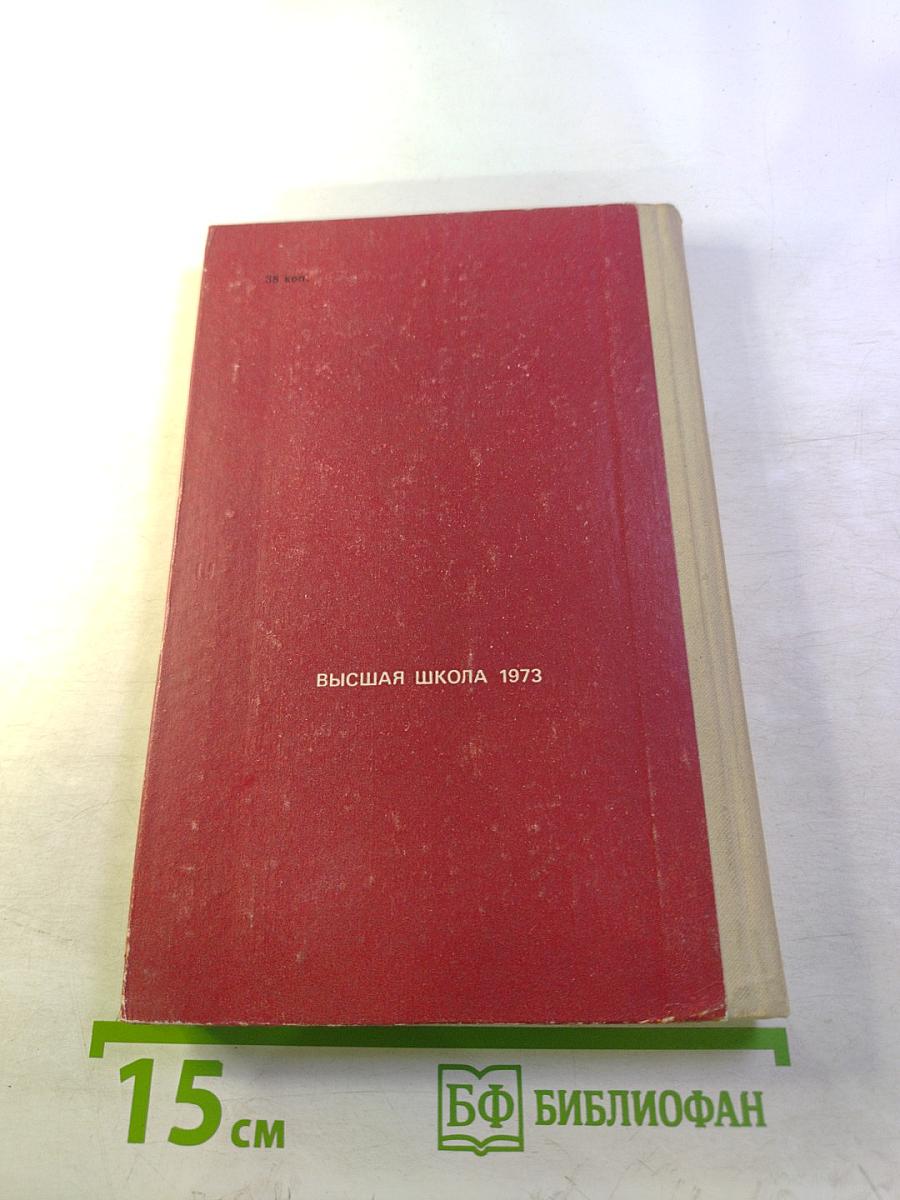 38 коп.
ВЫСШАЯ ШКОЛА 1973
15 см
БФ БИБЛИОФАН